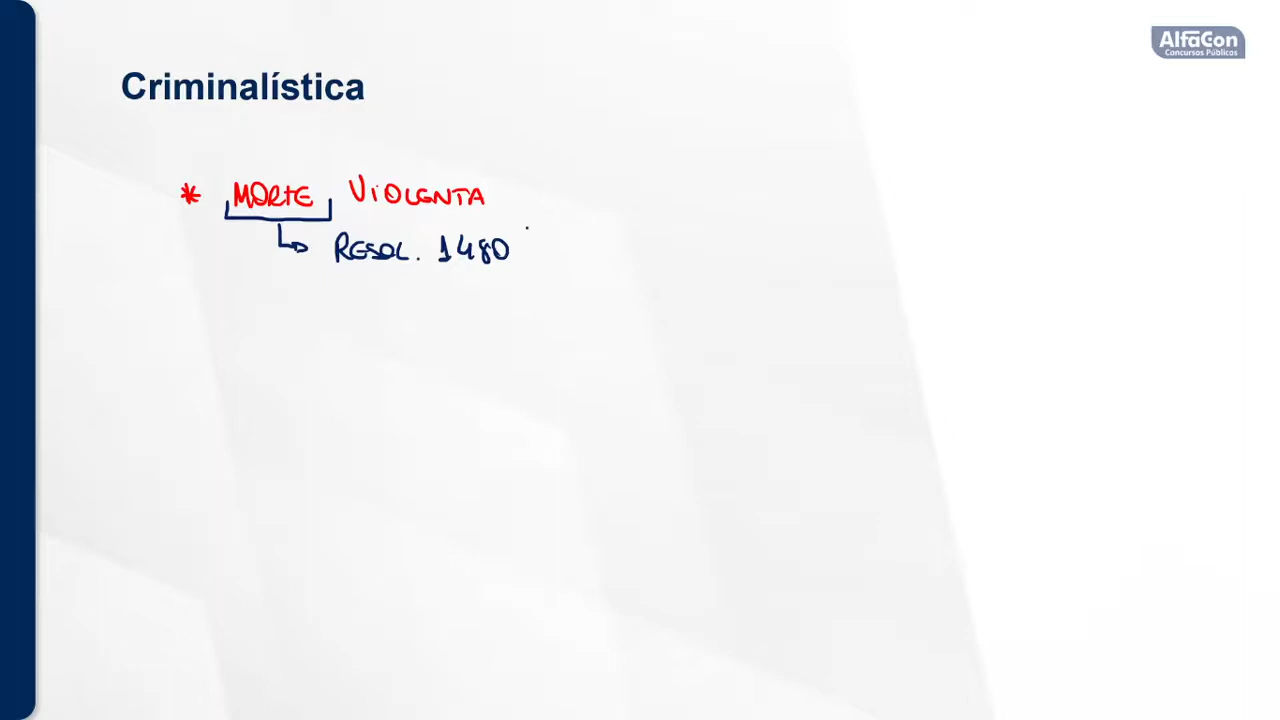 AlfaCon
Concursos Públicos
Criminalística
* MORTE VIOLENTA
RESOL. 1480